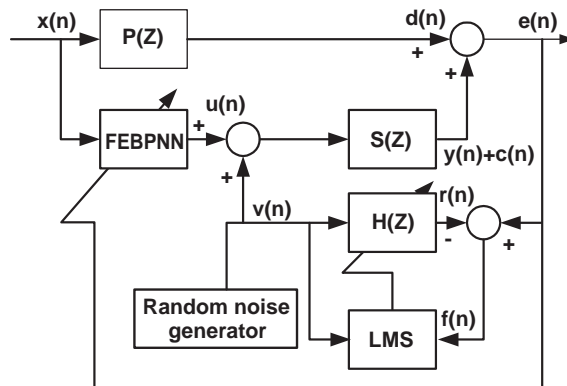 x(n)
P(Z)
d(n)
e(n)
+
+
FEBPNN
u(n)
+
+
S(Z)
y(n)+c(n)
v(n)
H(Z)
r(n)
-
+
Random noise
generator
LMS
f(n)